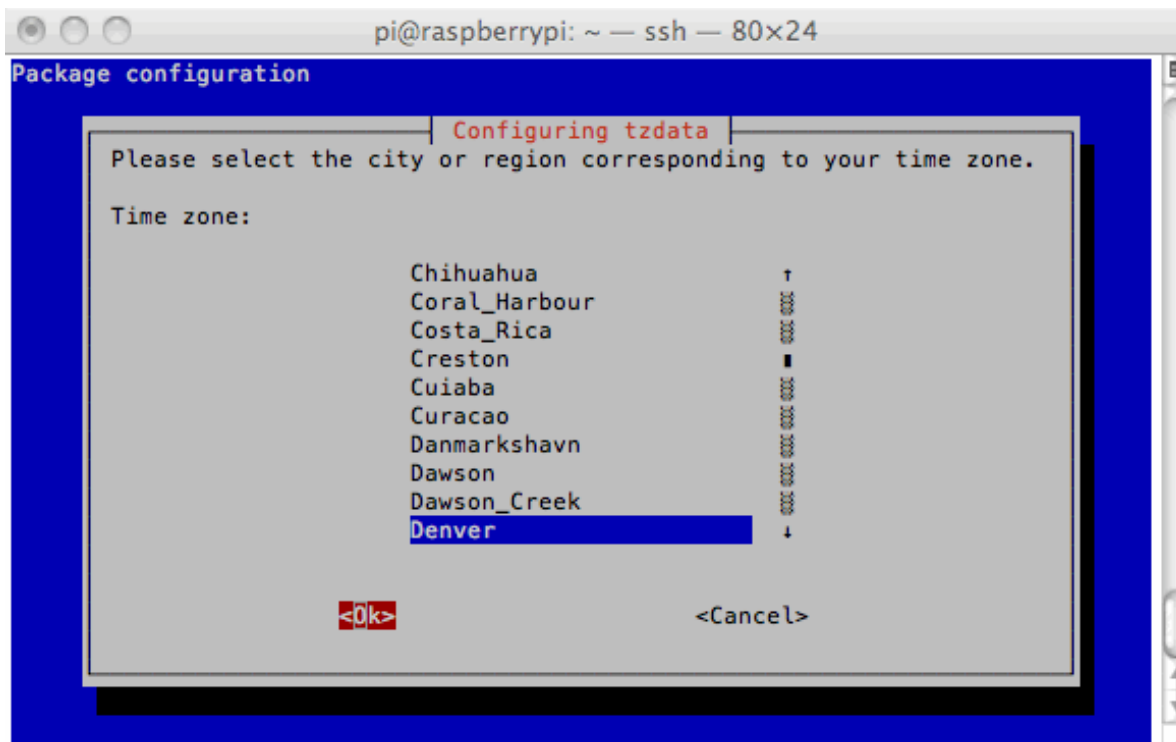 pi@raspberrypi: ~ — ssh — 80×24
Package configuration
Configuring tzdata
Please select the city or region corresponding to your time zone.
Time zone:
Chihuahua
Coral_Harbour
Costa_Rica
Creston
Cuiaba
Curacao
Danmarkshavn
Dawson
Dawson_Creek
Denver
<Ok> <Cancel>